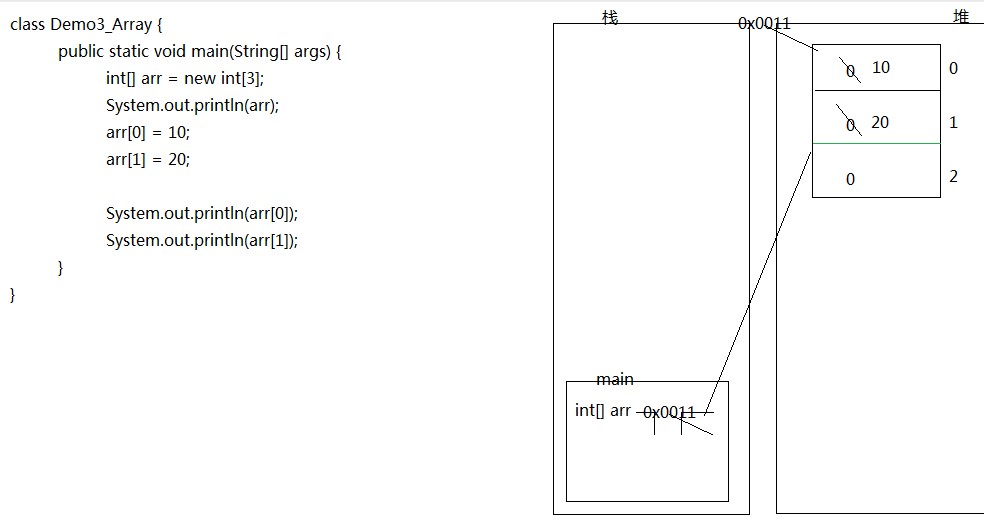 class Demo3_Array {
public static void main(String[] args) {
int[] arr = new int[3];
System.out.println(arr);
arr[0] = 10;
arr[1] = 20;
System.out.println(arr[0]);
System.out.println(arr[1]);
}
}
栈
0x0011
堆
0 10 0
0 20 1
0 2
main
int[] arr 0x0011